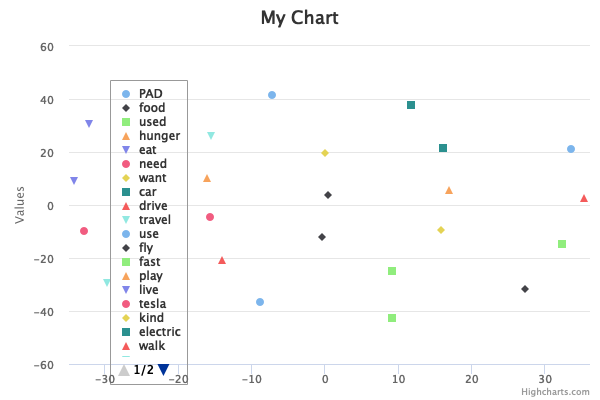 My Chart
Values
60
40
20
0
−20
−40
−60
PAD
food
used
hunger
eat
need
want
car
drive
travel
use
fly
fast
play
live
tesla
kind
electric
walk
1/2
−30
−20
−10
0
10
20
30
Highcharts.com